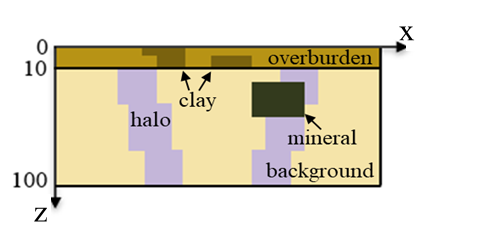 X
0
overburden
10
clay
halo
mineral
background
100
Z